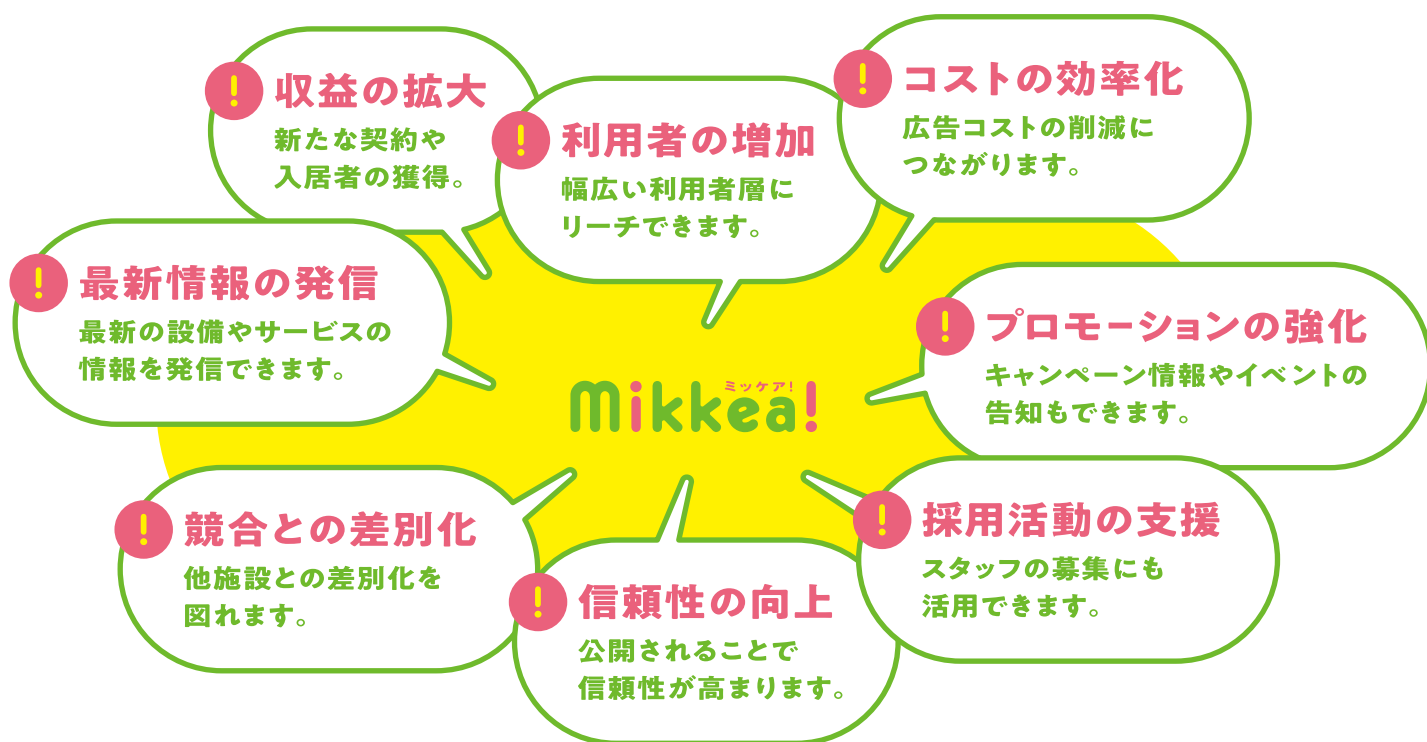 収益の拡大
新たな契約や
入居者の獲得。
利用者の増加
幅広い利用者層に
リーチできます。
コストの効率化
広告コストの削減に
つながります。
最新情報の発信
最新の設備やサービスの
情報を発信できます。
プロモーションの強化
キャンペーン情報やイベントの
告知もできます。
ミッケア!
mikkea!
競合との差別化
他施設との差別化を
図れます。
信頼性の向上
公開されることで
信頼性が高まります。
採用活動の支援
スタッフの募集にも
活用できます。